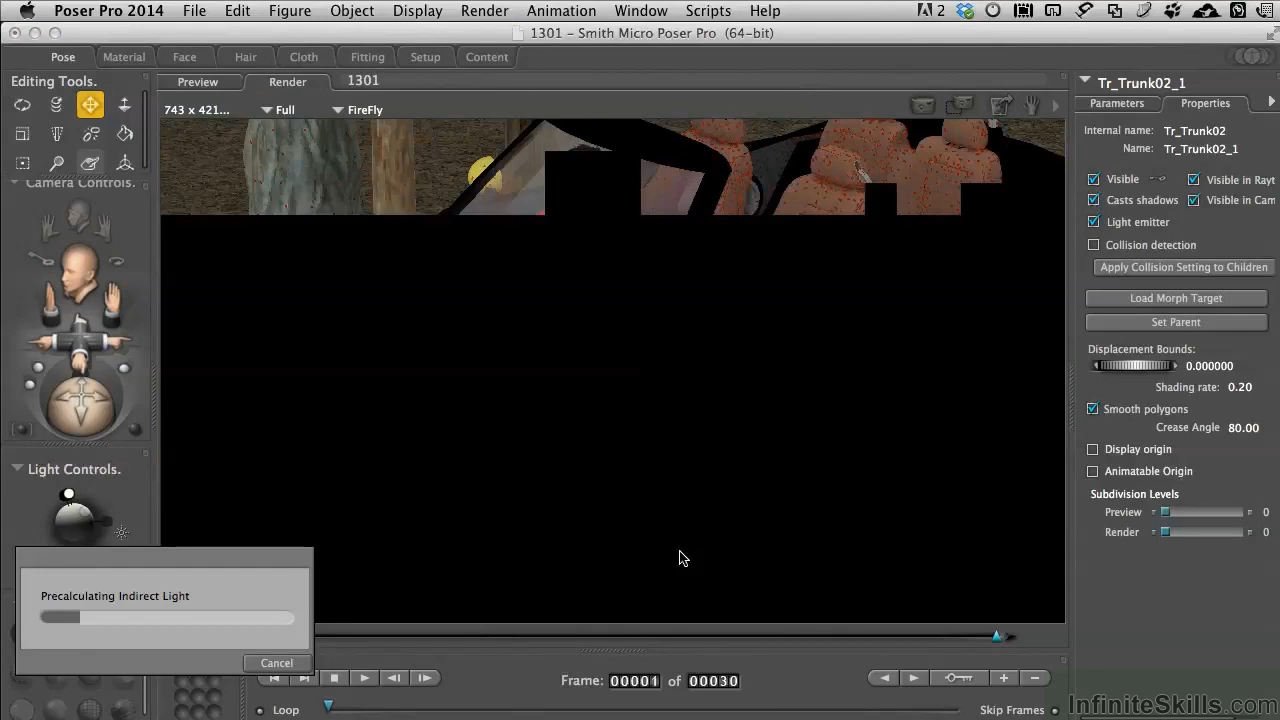 Poser Pro 2014 File Edit Figure Object Display Render Animation Window Scripts Help 2
1301 - Smith Micro Poser Pro (64-bit)
Pose Material Face Hair Cloth Fitting Setup Content
Editing Tools.
Preview Render 1301
743 x 421... Full FireFly
Camera Controls.
Light Controls.
Precalculating Indirect Light
Cancel
Tr_Trunk02_1
Parameters Properties
Internal name: Tr_Trunk02
Name: Tr_Trunk02_1
Visible Visible in Rayt
Casts shadows Visible in Cam
Light emitter
Collision detection
Apply Collision Setting to Children
Load Morph Target
Set Parent
Displacement Bounds:
0.000000
Shading rate: 0.20
Smooth polygons
Crease Angle 80.00
Display origin
Animatable Origin
Subdivision Levels
Preview 0
Render 0
Frame: 00001 of 00030
Loop Skip Frames
InfiniteSkills.com